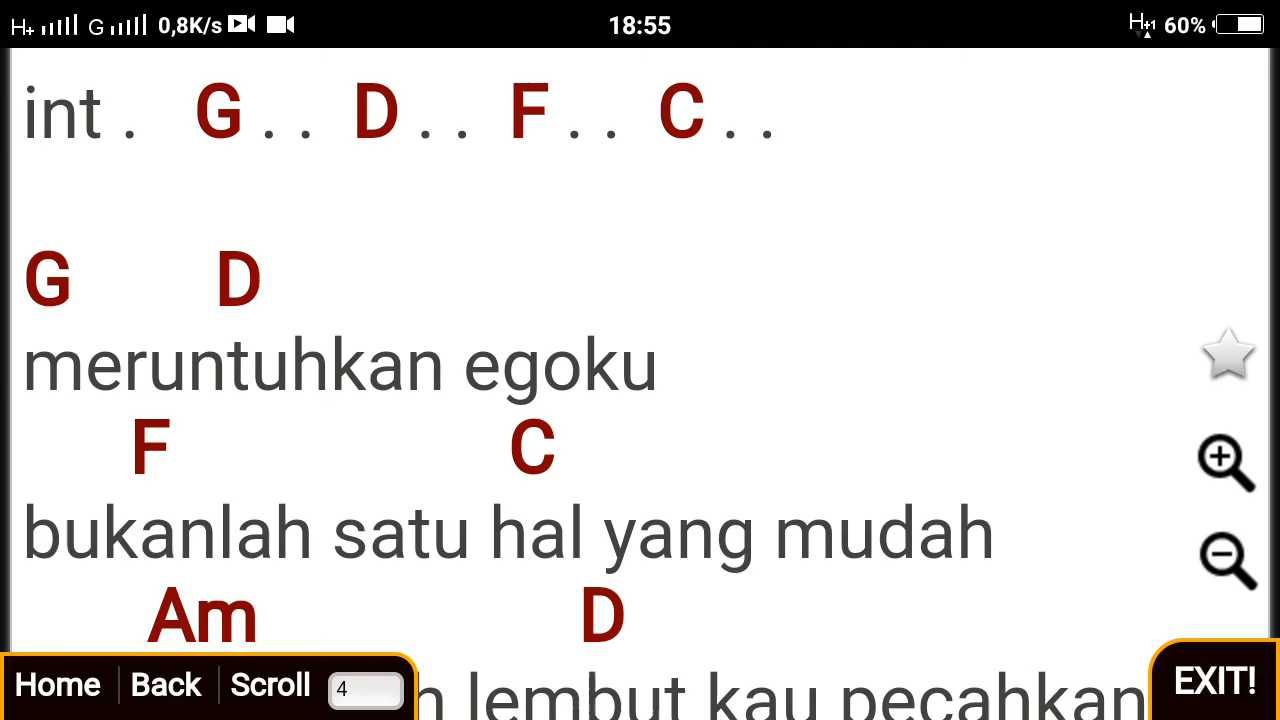 H+ G 0,8K/s 18:55 H+1 60%
int . G . . D . . F . . C . .
G D
meruntuhkan egoku
F C
bukanlah satu hal yang mudah
Am D
lembut kau pecahkan
Home Back Scroll 4 EXIT!